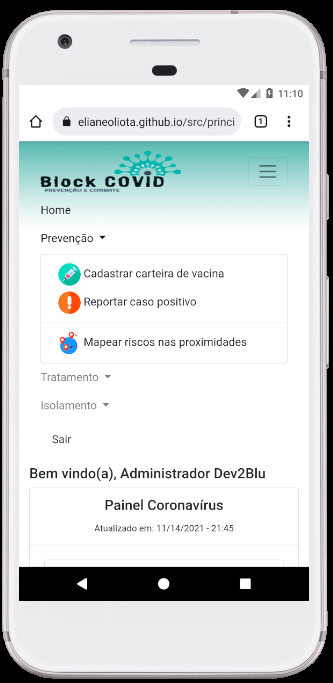 11:10
elianeoliota.github.io/src/princi
1
Block COVID
PREVENÇÃO E COMBATE
Home
Prevenção
Cadastrar carteira de vacina
Reportar caso positivo
Mapear riscos nas proximidades
Tratamento
Isolamento
Sair
Bem vindo(a), Administrador Dev2Blu
Painel Coronavírus
Atualizado em: 11/14/2021 - 21:45